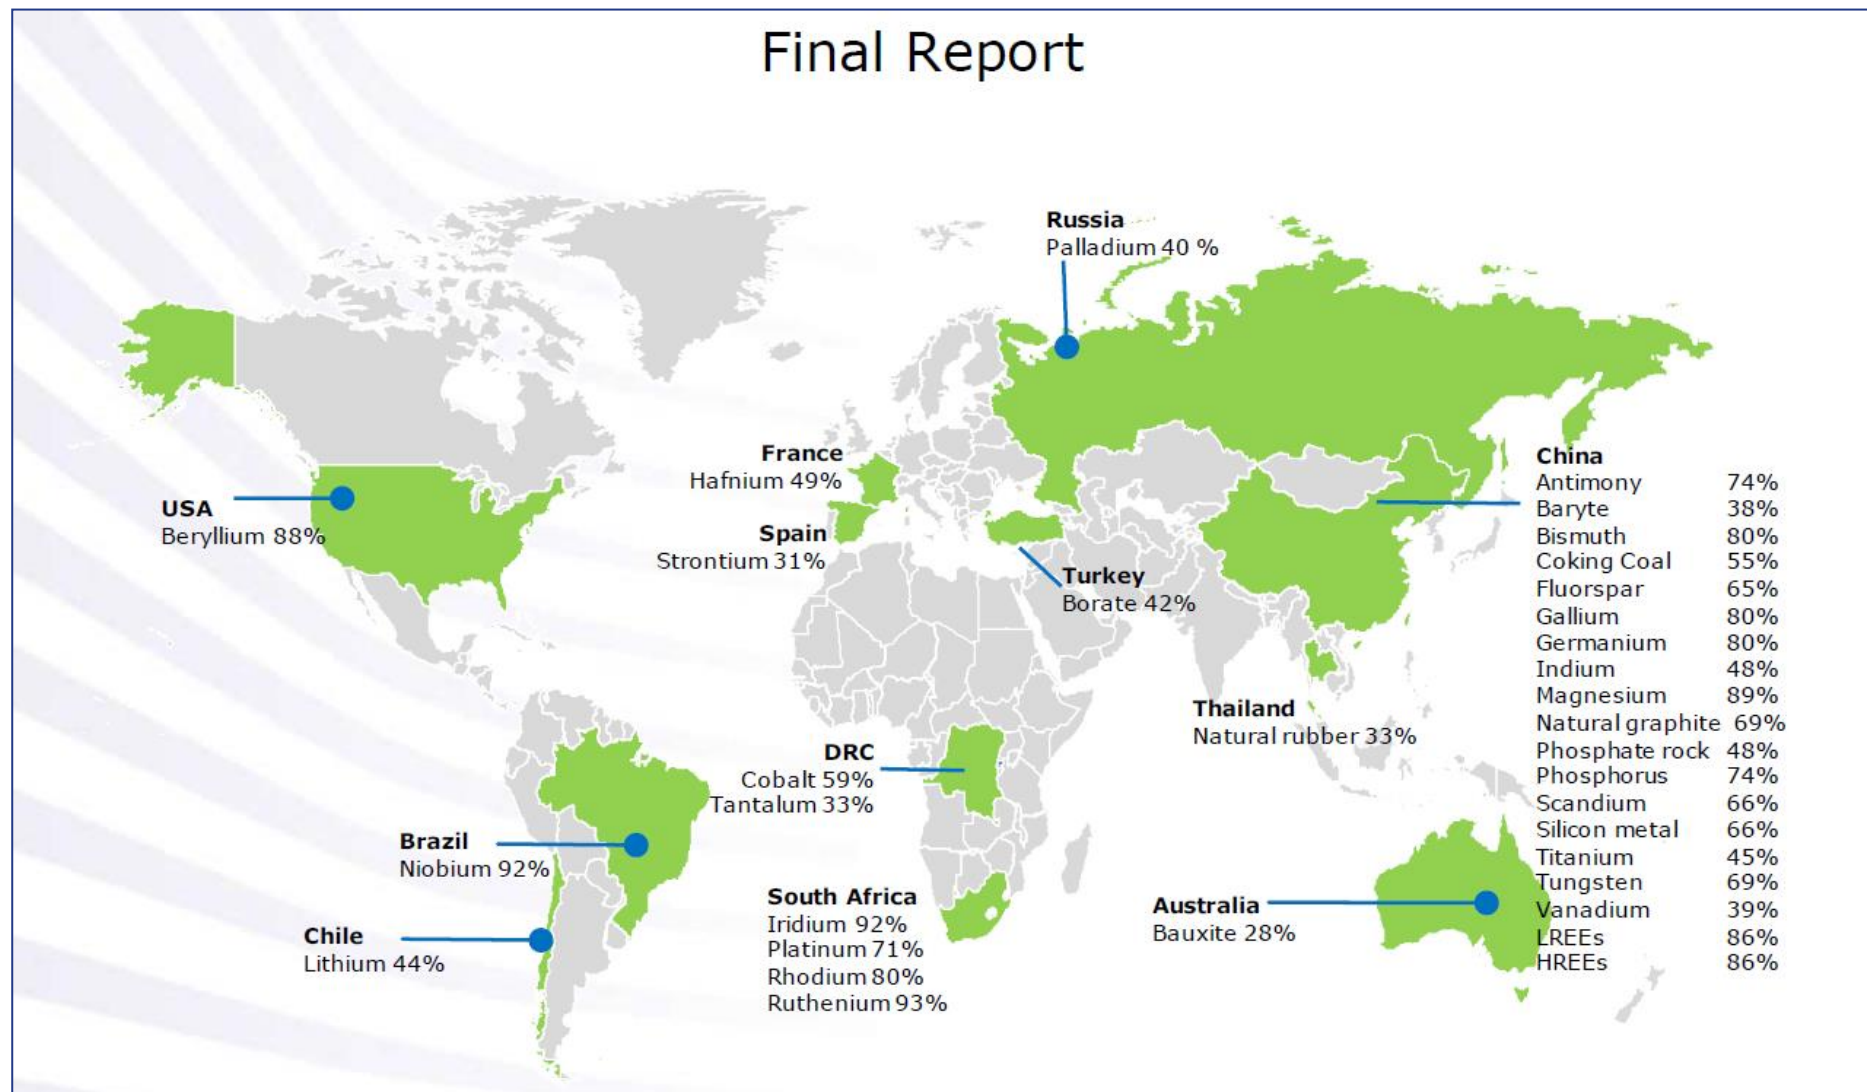 Final Report
Russia
Palladium 40 %
France
Hafnium 49%
USA
Beryllium 88%
Spain
Strontium 31%
Turkey
Borate 42%
China
Antimony 74%
Baryte 38%
Bismuth 80%
Coking Coal 55%
Fluorspar 65%
Gallium 80%
Germanium 80%
Indium 48%
Magnesium 89%
Natural graphite 69%
Phosphate rock 48%
Phosphorus 74%
Scandium 66%
Silicon metal 66%
Titanium 45%
Tungsten 69%
Vanadium 39%
LREEs 86%
HREEs 86%
Thailand
Natural rubber 33%
DRC
Cobalt 59%
Tantalum 33%
Brazil
Niobium 92%
Chile
Lithium 44%
South Africa
Iridium 92%
Platinum 71%
Rhodium 80%
Ruthenium 93%
Australia
Bauxite 28%